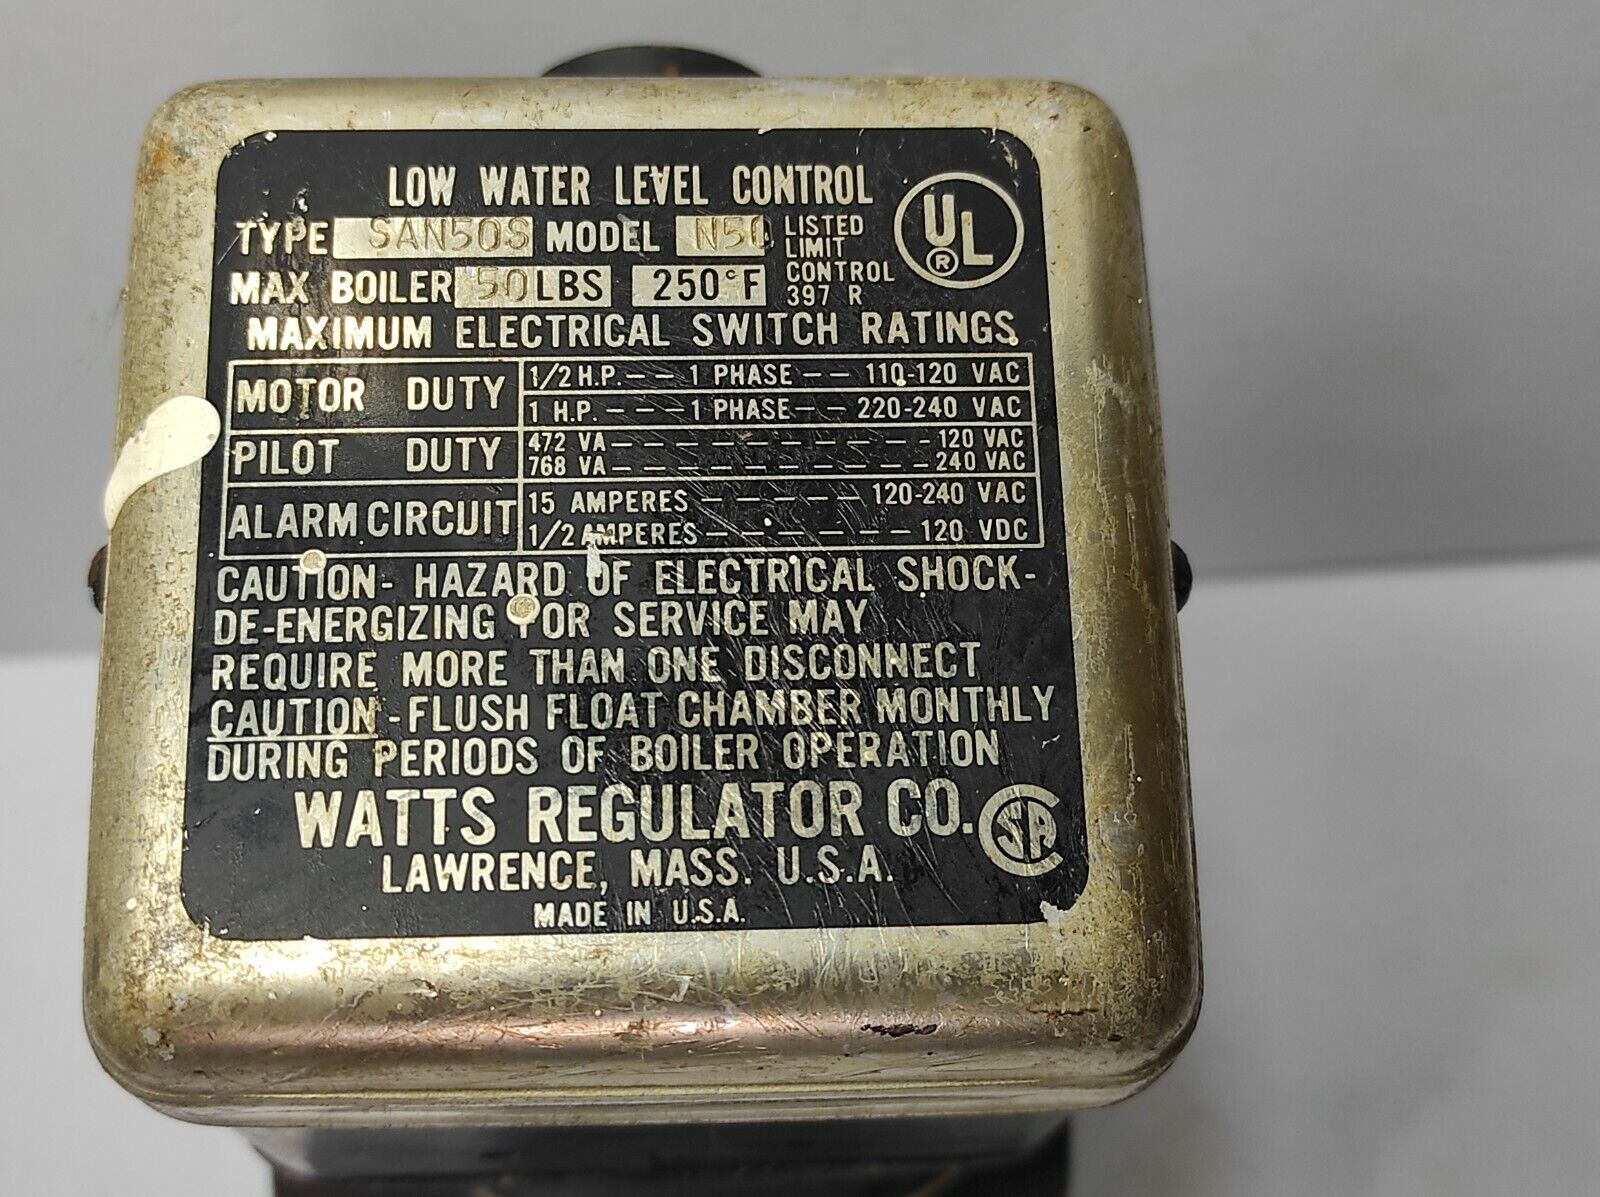 LOW WATER LEVEL CONTROL
TYPE SAN50S MODEL N50
LISTED
LIMIT
CONTROL
397 R
UL
®
MAX BOILER 50 LBS 250°F
MAXIMUM ELECTRICAL SWITCH RATINGS
MOTOR DUTY
1/2 H.P. -- 1 PHASE -- 110-120 VAC
1 H.P. --- 1 PHASE -- 220-240 VAC
PILOT DUTY
472 VA ---------- 120 VAC
768 VA ---------- 240 VAC
ALARM CIRCUIT
15 AMPERES ----- 120-240 VAC
1/2 AMPERES ------ 120 VDC
CAUTION- HAZARD OF ELECTRICAL SHOCK-
DE-ENERGIZING FOR SERVICE MAY
REQUIRE MORE THAN ONE DISCONNECT
CAUTION -FLUSH FLOAT CHAMBER MONTHLY
DURING PERIODS OF BOILER OPERATION
WATTS REGULATOR CO.
SA
LAWRENCE, MASS. U.S.A.
MADE IN U.S.A.